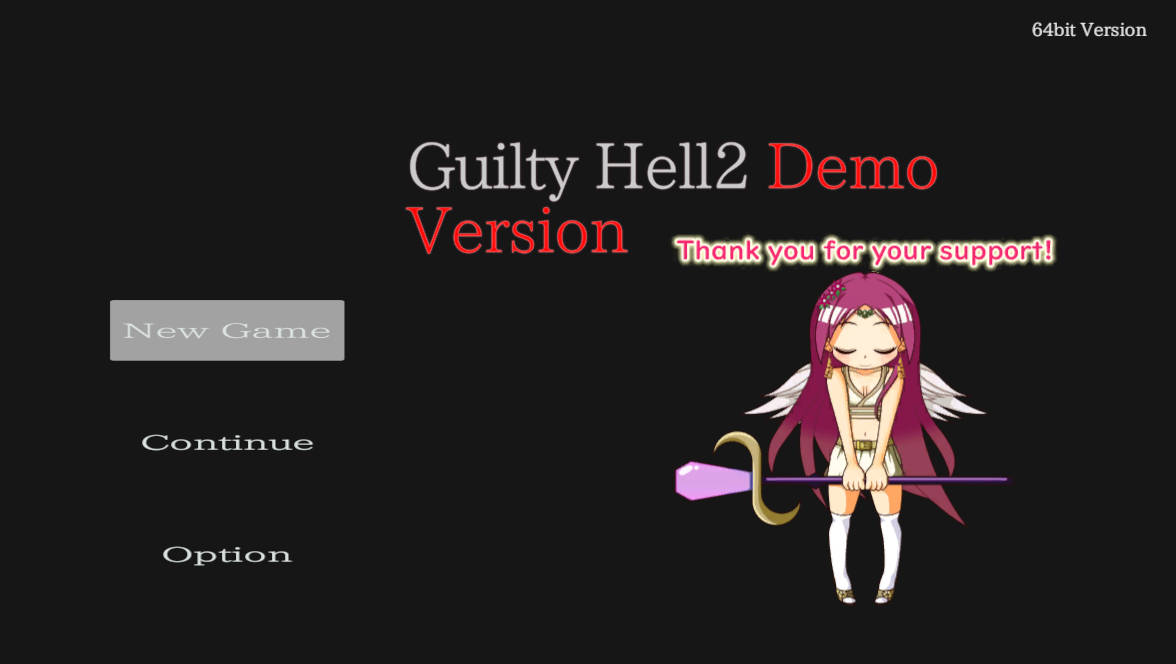 64bit Version
Guilty Hell2 Demo
Version
Thank you for your support!
New Game
Continue
Option